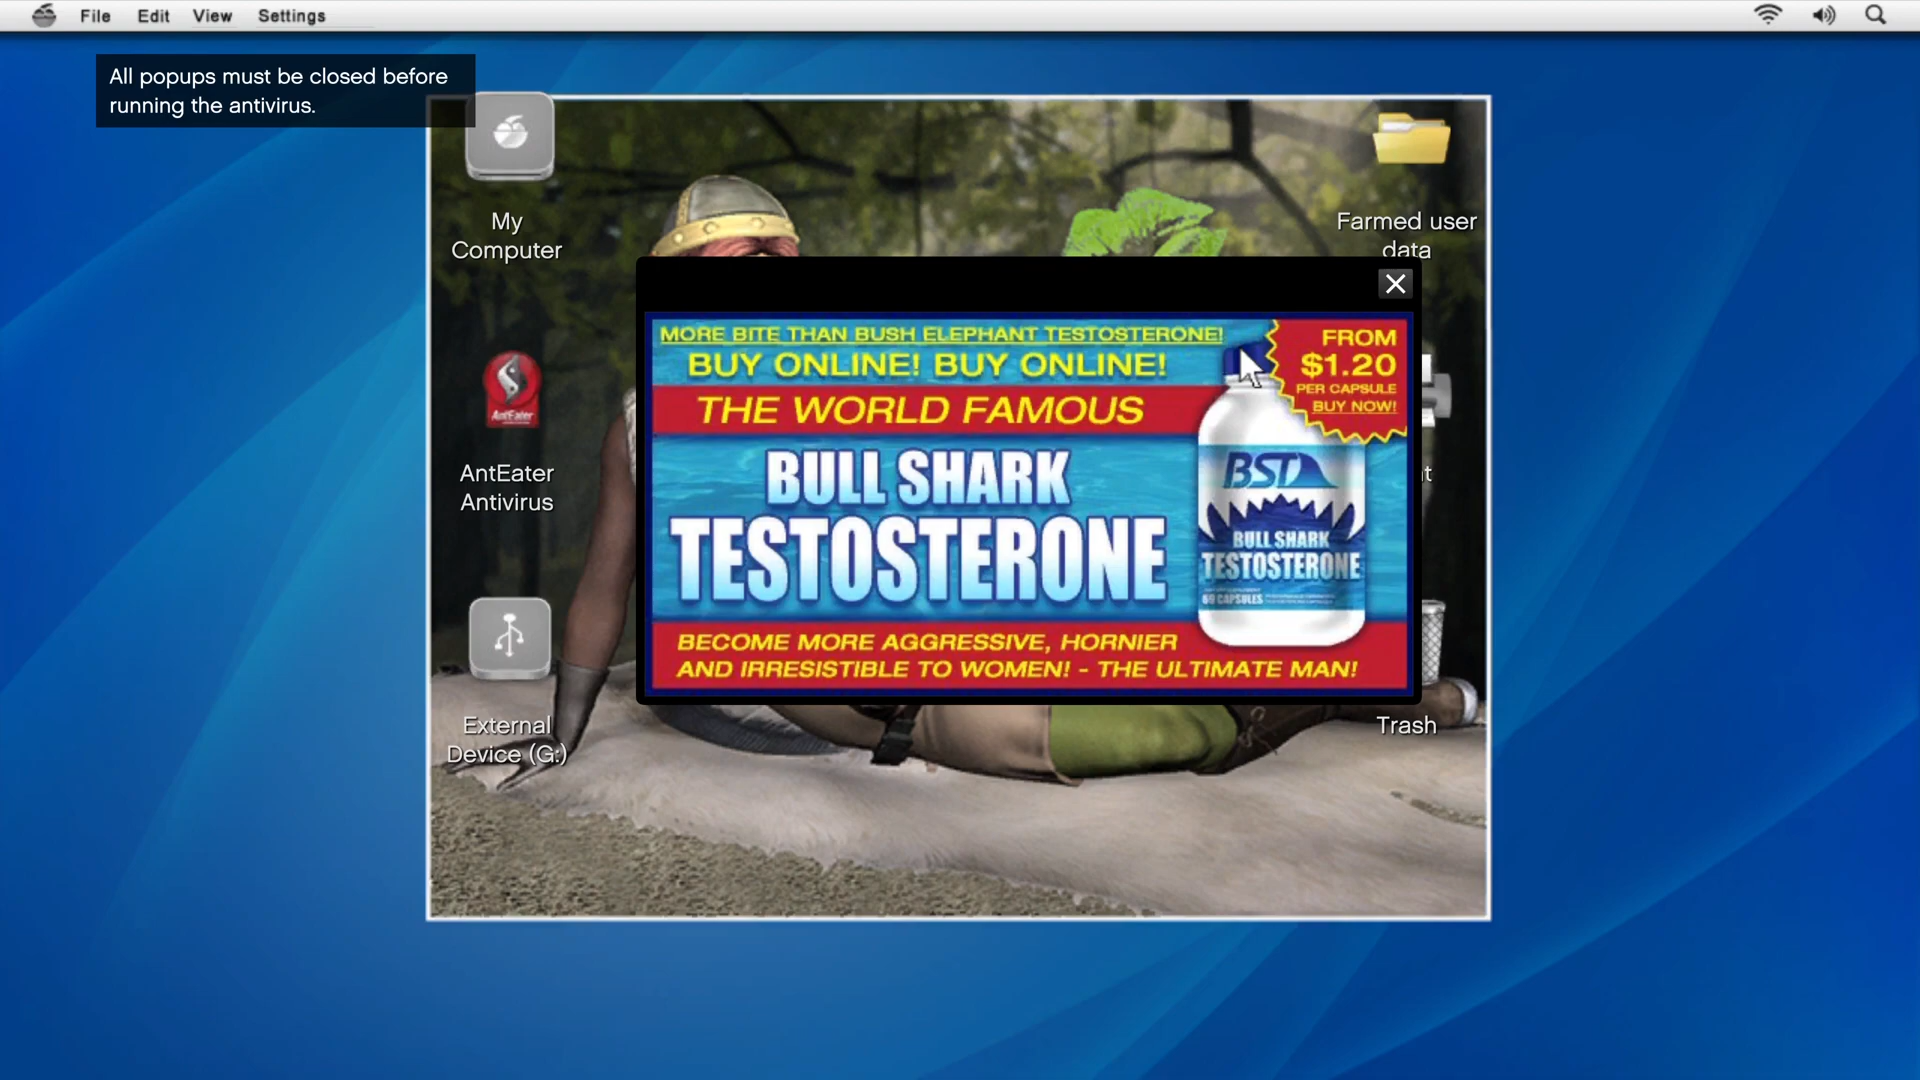 File Edit View Settings
All popups must be closed before
running the antivirus.
My
Computer
Farmed user
data
MORE BITE THAN BUSH ELEPHANT TESTOSTERONE!
BUY ONLINE! BUY ONLINE!
THE WORLD FAMOUS
BULL SHARK
TESTOSTERONE
FROM
$1.20
PER CAPSULE
BUY NOW!
BST
BULL SHARK
TESTOSTERONE
69 CAPSULES
BECOME MORE AGGRESSIVE, HORNIER
AND IRRESISTIBLE TO WOMEN! - THE ULTIMATE MAN!
AntEater
AntEater
Antivirus
External
Device (G:)
Trash